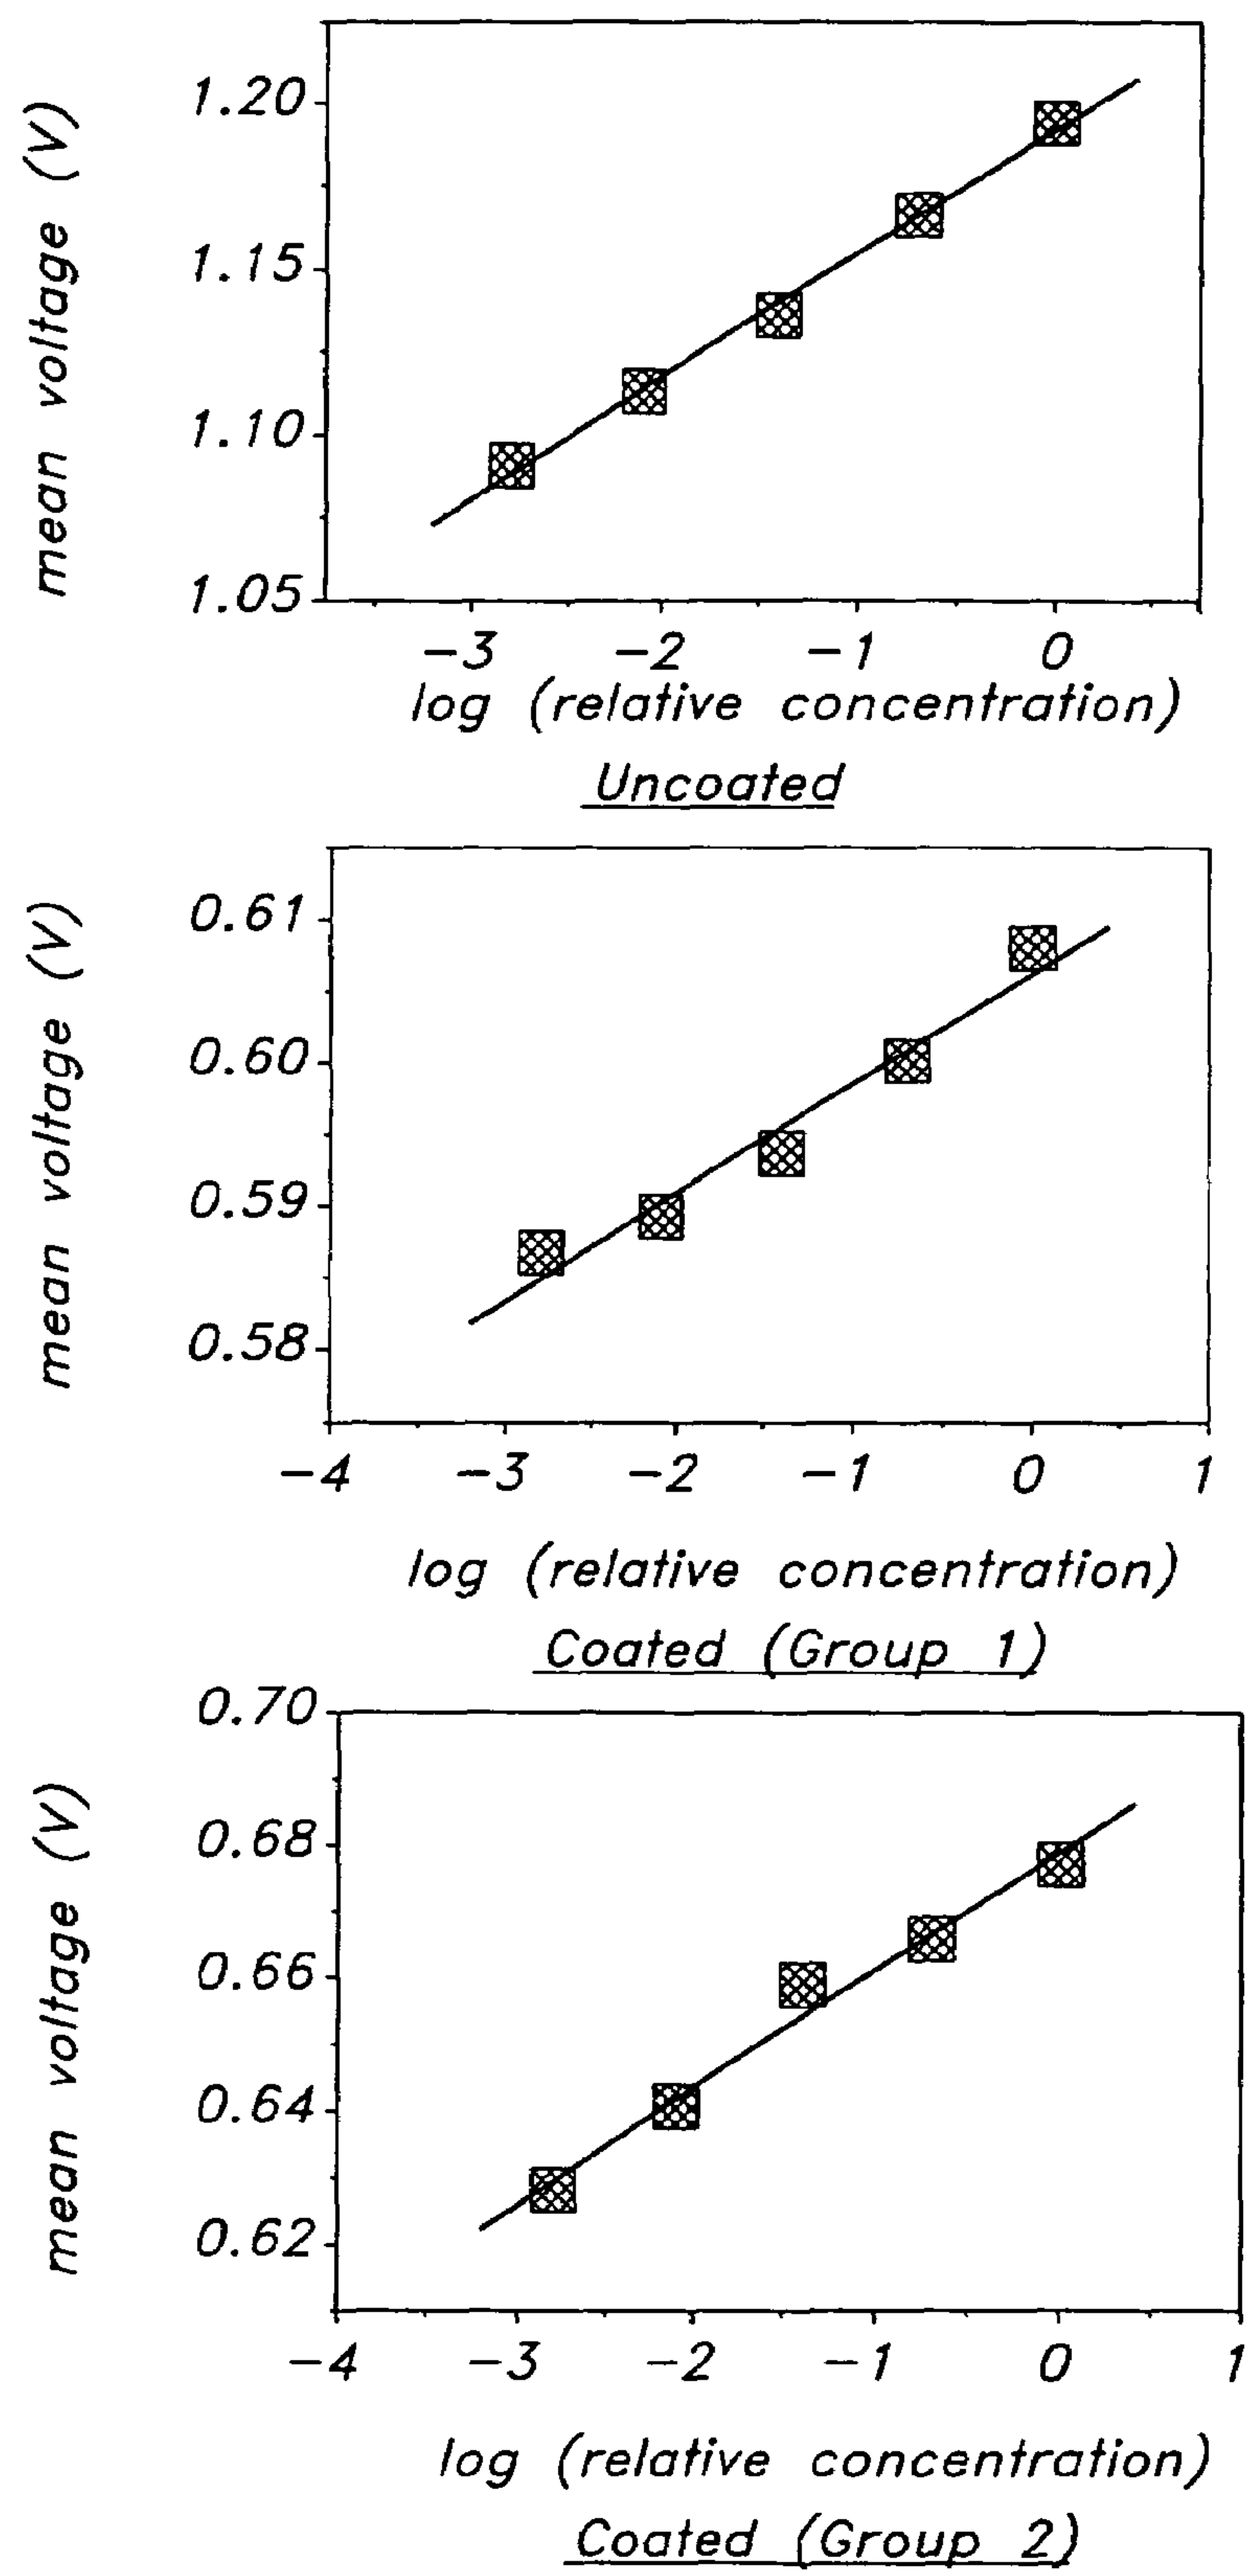 mean voltage (V)
1.20
1.15
1.10
1.05
−3 −2 −1 0
log (relative concentration)
Uncoated
mean voltage (V)
0.61
0.60
0.59
0.58
−4 −3 −2 −1 0 1
log (relative concentration)
Coated (Group 1)
mean voltage (V)
0.70
0.68
0.66
0.64
0.62
−4 −3 −2 −1 0 1
log (relative concentration)
Coated (Group 2)